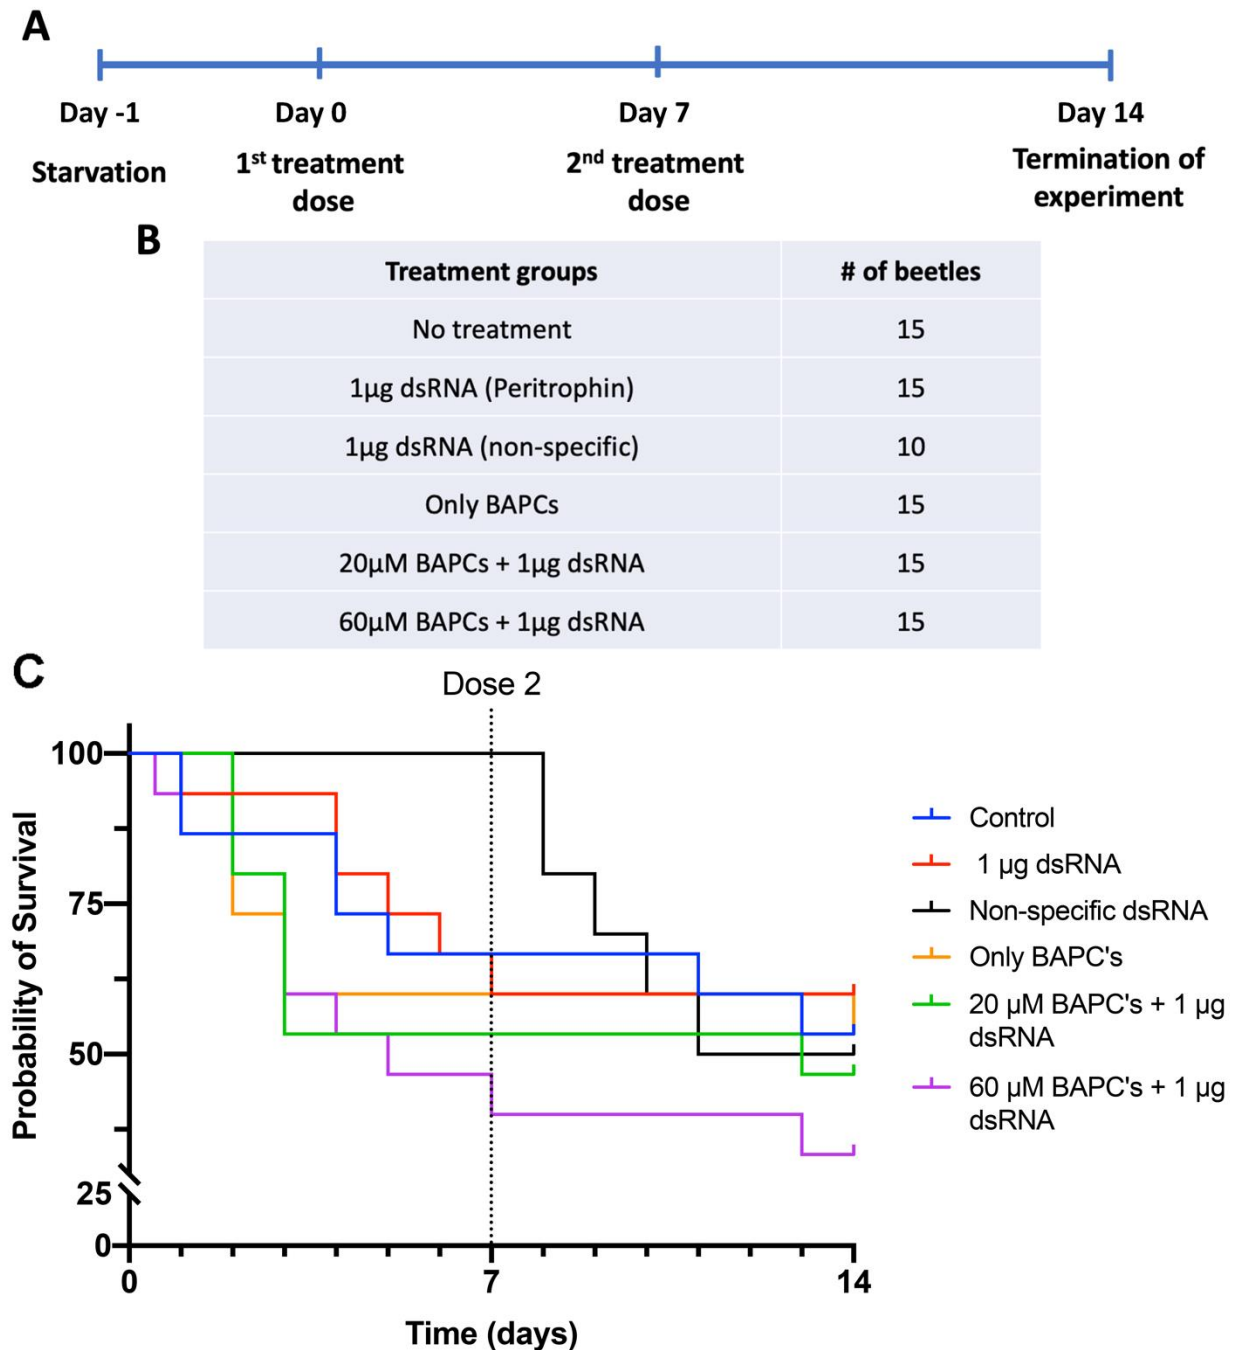 A
Day -1 Day 0 Day 7 Day 14
Starvation 1st treatment 2nd treatment Termination of
dose dose experiment
B
Treatment groups # of beetles
No treatment 15
1µg dsRNA (Peritrophin) 15
1µg dsRNA (non-specific) 10
Only BAPCs 15
20µM BAPCs + 1µg dsRNA 15
60µM BAPCs + 1µg dsRNA 15
C
Dose 2
Probability of Survival
100
75
50
25
0
0 7 14
Time (days)
Control
1 µg dsRNA
Non-specific dsRNA
Only BAPC's
20 µM BAPC's + 1 µg
dsRNA
60 µM BAPC's + 1 µg
dsRNA